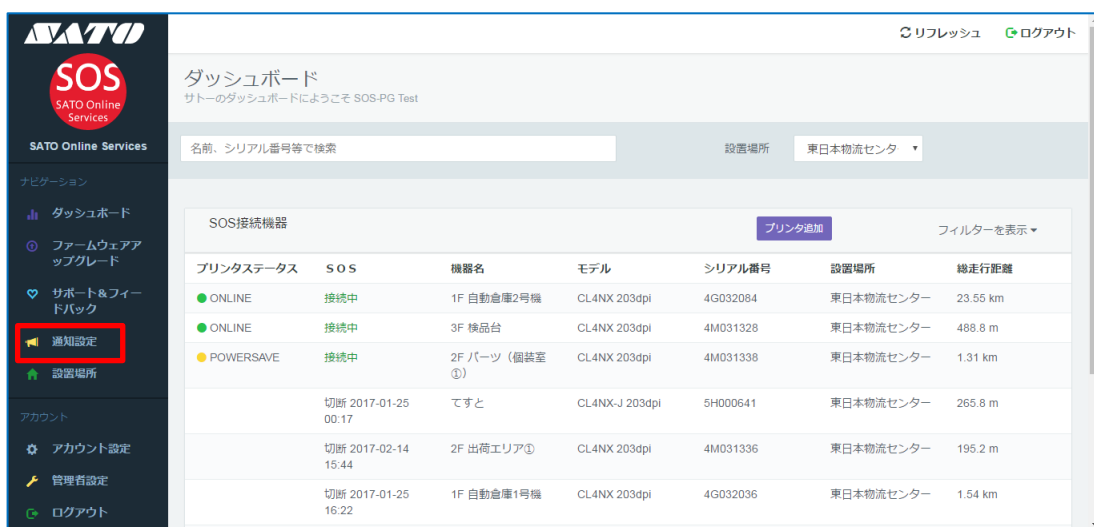 SATO
リフレッシュ ログアウト
SOS
SATO Online
Services
SATO Online Services
ナビゲーション
ダッシュボード
ファームウェアア
ップグレード
サポート&フィー
ドバック
通知設定
設置場所
アカウント
アカウント設定
管理者設定
ログアウト
ダッシュボード
サトーのダッシュボードにようこそ SOS-PG Test
名前、シリアル番号等で検索 設置場所 東日本物流センタ
SOS接続機器 プリンタ追加 フィルターを表示
プリンタステータス SOS 機器名 モデル シリアル番号 設置場所 総走行距離
ONLINE 接続中 1F 自動倉庫2号機 CL4NX 203dpi 4G032084 東日本物流センター 23.55 km
ONLINE 接続中 3F 検品台 CL4NX 203dpi 4M031328 東日本物流センター 488.8 m
POWERSAVE 接続中 2F パーツ（個装室 CL4NX 203dpi 4M031338 東日本物流センター 1.31 km
①）
切断 2017-01-25 てすと CL4NX-J 203dpi 5H000641 東日本物流センター 265.8 m
00:17
切断 2017-02-14 2F 出荷エリア① CL4NX 203dpi 4M031336 東日本物流センター 195.2 m
15:44
切断 2017-01-25 1F 自動倉庫1号機 CL4NX 203dpi 4G032036 東日本物流センター 1.54 km
16:22